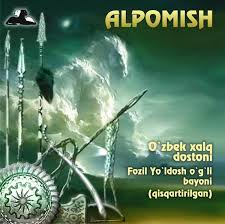 ALPOMISH
O`zbek xalq
dostoni
Fozil Yo`ldosh o`g`li
bayoni
(qisqartirilgan)